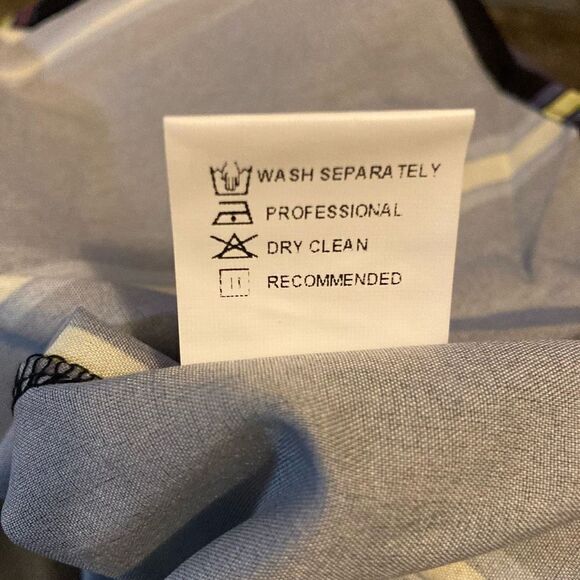 WASH SEPARATELY
PROFESSIONAL
DRY CLEAN
RECOMMENDED